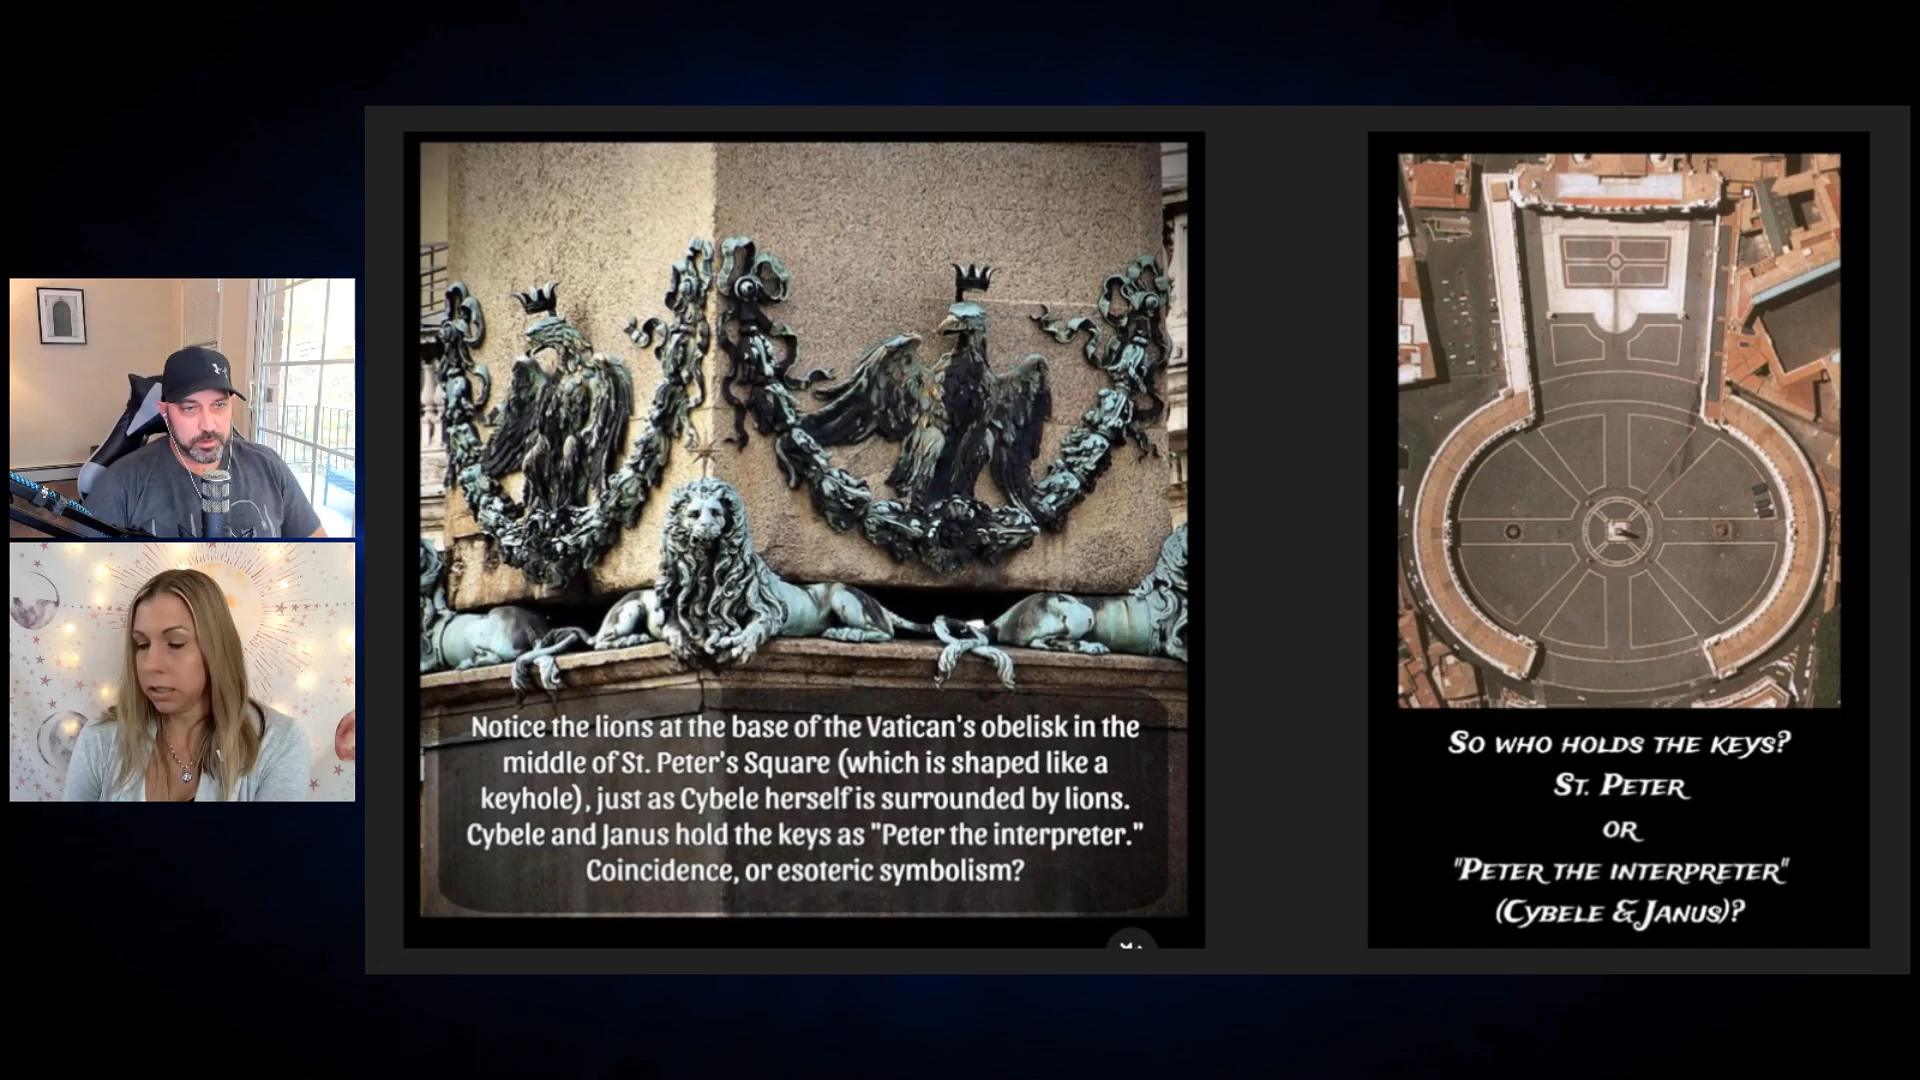 Notice the lions at the base of the Vatican's obelisk in the
middle of St. Peter's Square (which is shaped like a
keyhole), just as Cybele herself is surrounded by lions.
Cybele and Janus hold the keys as "Peter the interpreter."
Coincidence, or esoteric symbolism?
So who holds the keys?
St. Peter
or
"Peter the interpreter"
(Cybele & Janus)?